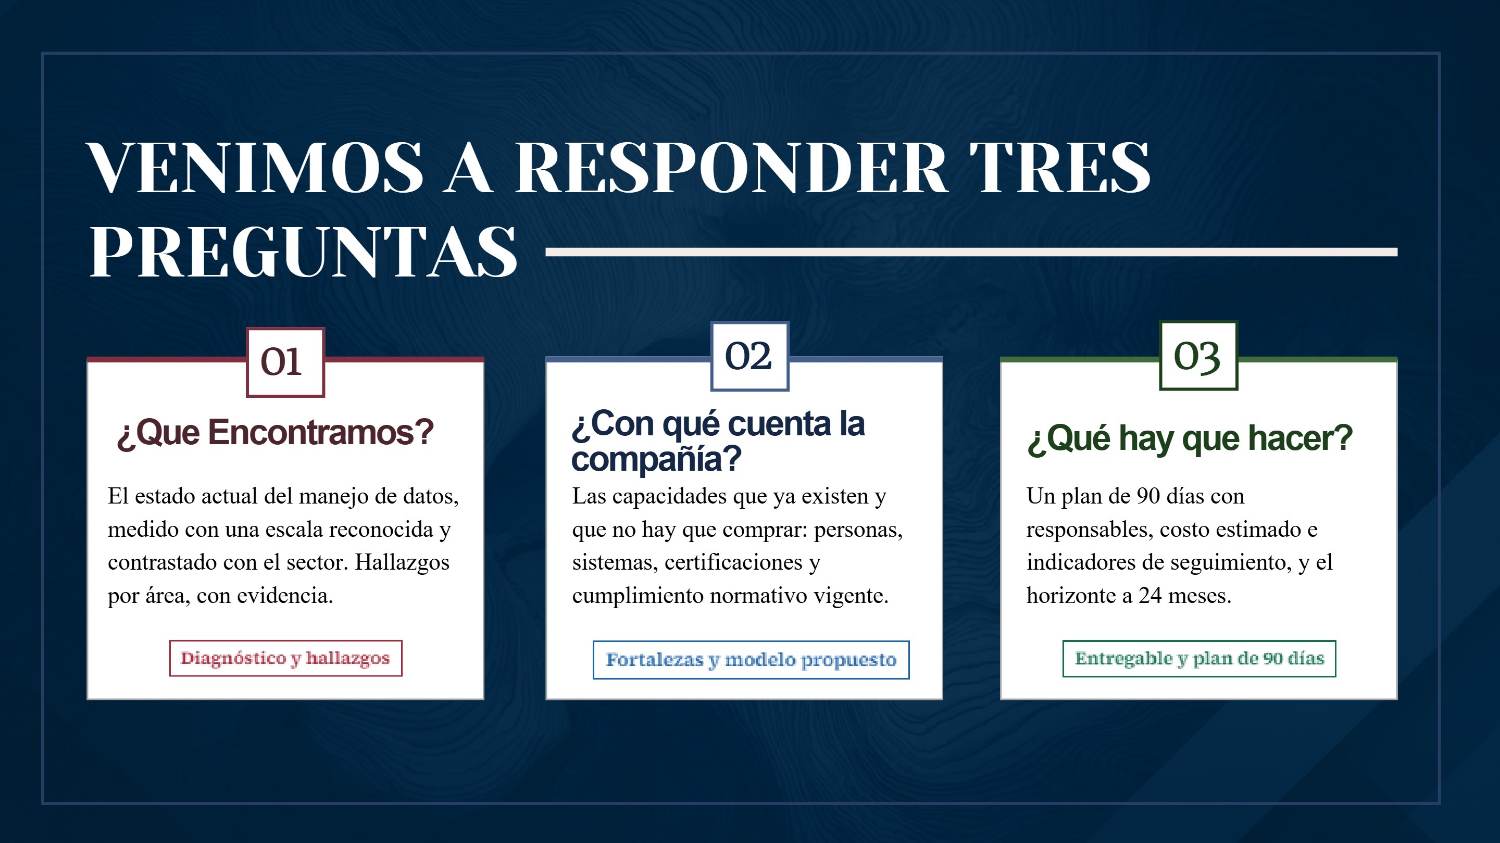 VENIMOS A RESPONDER TRES
PREGUNTAS
01
¿Que Encontramos?
El estado actual del manejo de datos,
medido con una escala reconocida y
contrastado con el sector. Hallazgos
por área, con evidencia.
Diagnóstico y hallazgos
02
¿Con qué cuenta la
compañía?
Las capacidades que ya existen y
que no hay que comprar: personas,
sistemas, certificaciones y
cumplimiento normativo vigente.
Fortalezas y modelo propuesto
03
¿Qué hay que hacer?
Un plan de 90 días con
responsables, costo estimado e
indicadores de seguimiento, y el
horizonte a 24 meses.
Entregable y plan de 90 días